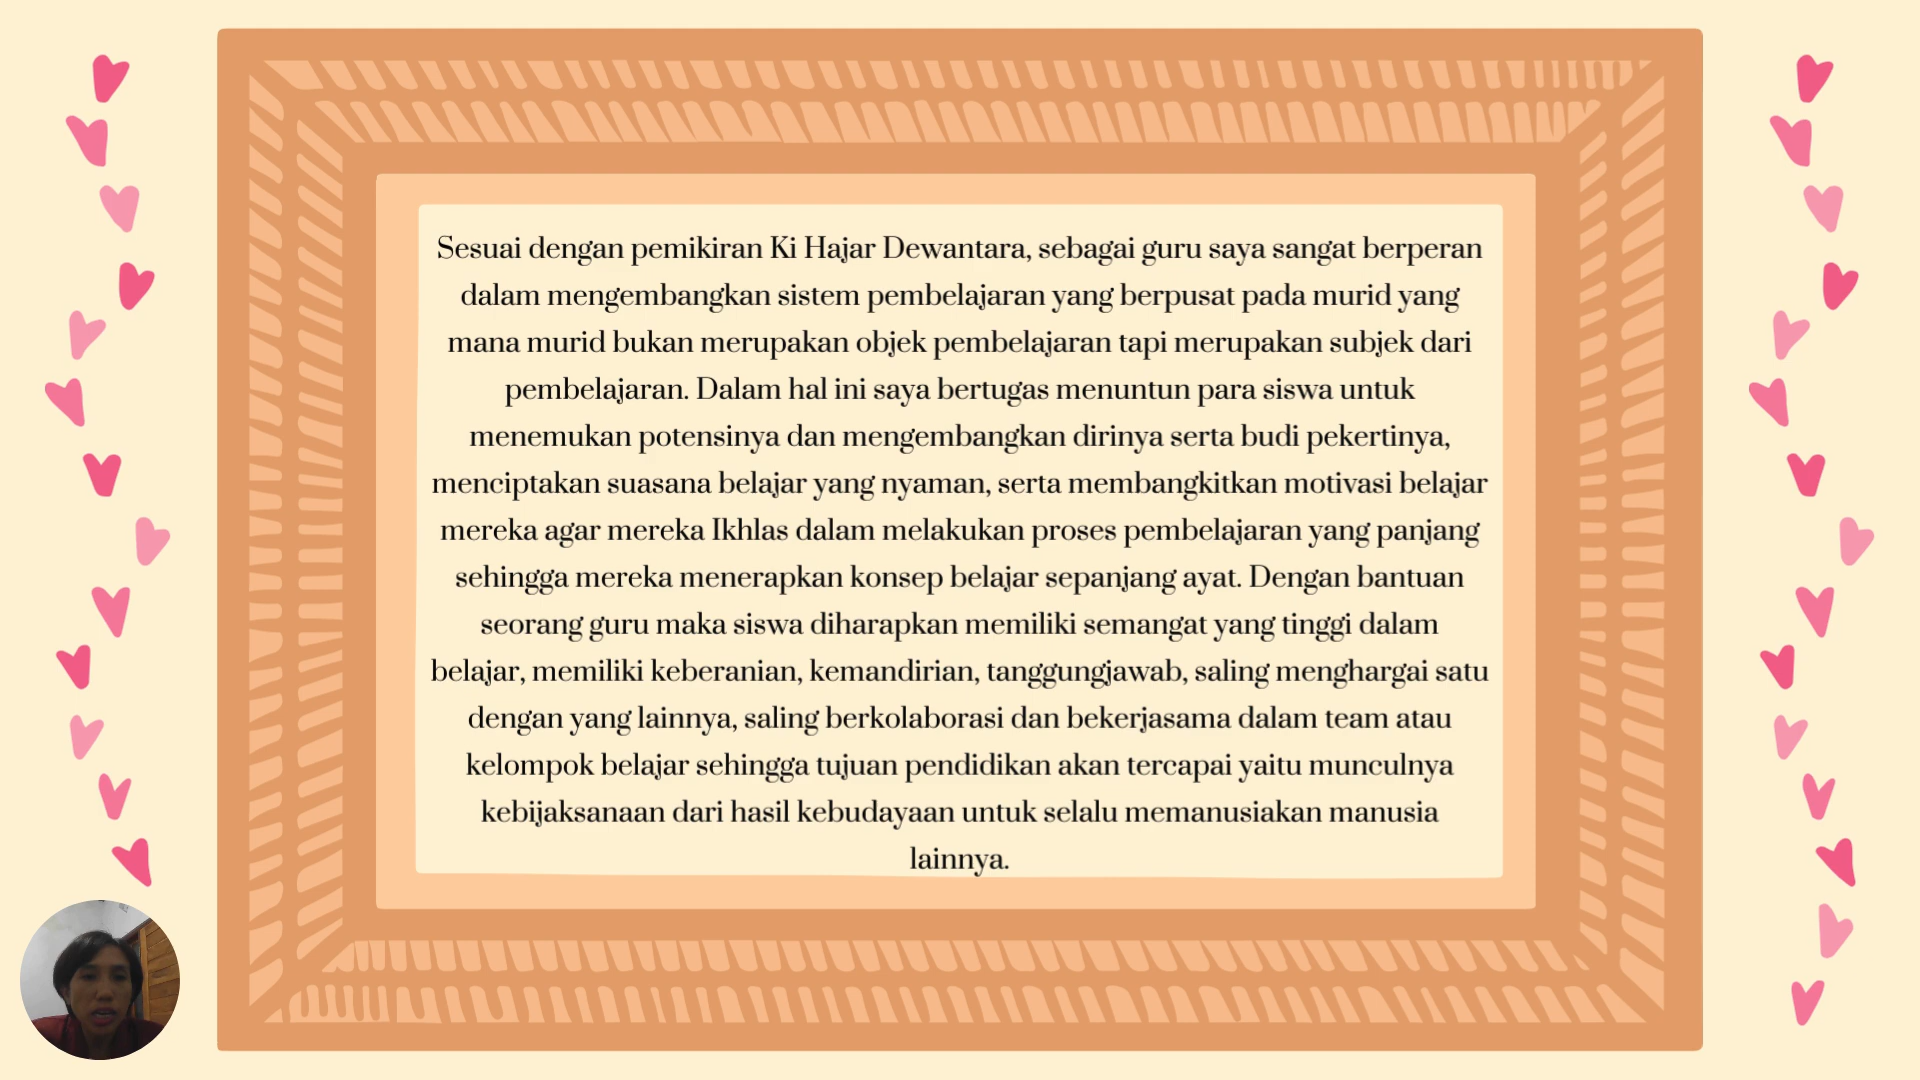 Sesuai dengan pemikiran Ki Hajar Dewantara, sebagai guru saya sangat berperan
dalam mengembangkan sistem pembelajaran yang berpusat pada murid yang
mana murid bukan merupakan objek pembelajaran tapi merupakan subjek dari
pembelajaran. Dalam hal ini saya bertugas menuntun para siswa untuk
menemukan potensinya dan mengembangkan dirinya serta budi pekertinya,
menciptakan suasana belajar yang nyaman, serta membangkitkan motivasi belajar
mereka agar mereka Ikhlas dalam melakukan proses pembelajaran yang panjang
sehingga mereka menerapkan konsep belajar sepanjang ayat. Dengan bantuan
seorang guru maka siswa diharapkan memiliki semangat yang tinggi dalam
belajar, memiliki keberanian, kemandirian, tanggungjawab, saling menghargai satu
dengan yang lainnya, saling berkolaborasi dan bekerjasama dalam team atau
kelompok belajar sehingga tujuan pendidikan akan tercapai yaitu munculnya
kebijaksanaan dari hasil kebudayaan untuk selalu memanusiakan manusia
lainnya.